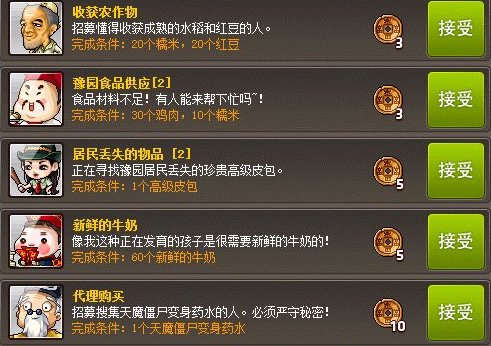 收获农作物
招募懂得收获成熟的水稻和红豆的人。
完成条件：20个糯米，20个红豆
3
接受
豫园食品供应[2]
食品材料不足！有人能来帮下忙吗~！
完成条件：30个鸡肉，10个糯米
3
接受
居民丢失的物品 [2]
正在寻找豫园居民丢失的珍贵高级皮包。
完成条件：1个高级皮包
5
接受
新鲜的牛奶
像我这种正在发育的孩子是很需要新鲜的牛奶的！
完成条件：60个新鲜的牛奶
5
接受
代理购买
招募搜集天魔僵尸变身药水的人。必须严守秘密！
完成条件：1个天魔僵尸变身药水
10
接受